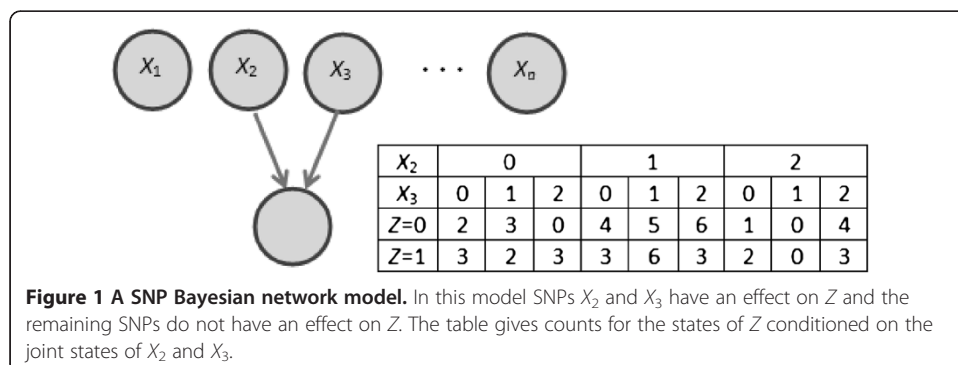 X1 X2 X3 . . . X
X2 0 1 2
X3 0 1 2 0 1 2 0 1 2
Z=0 2 3 0 4 5 6 1 0 4
Z=1 3 2 3 3 6 3 2 0 3
Figure 1 A SNP Bayesian network model. In this model SNPs X2 and X3 have an effect on Z and the
remaining SNPs do not have an effect on Z. The table gives counts for the states of Z conditioned on the
joint states of X2 and X3.